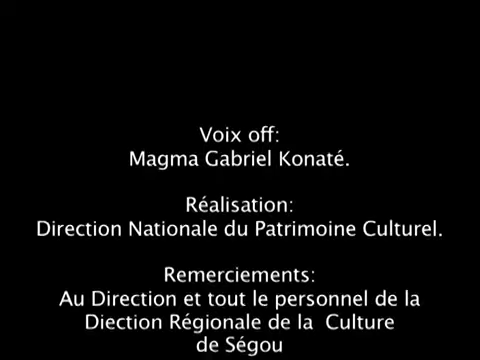 Voix off:
Magma Gabriel Konaté.
Réalisation:
Direction Nationale du Patrimoine Culturel.
Remerciements:
Au Direction et tout le personnel de la
Diection Régionale de la  Culture
de Ségou